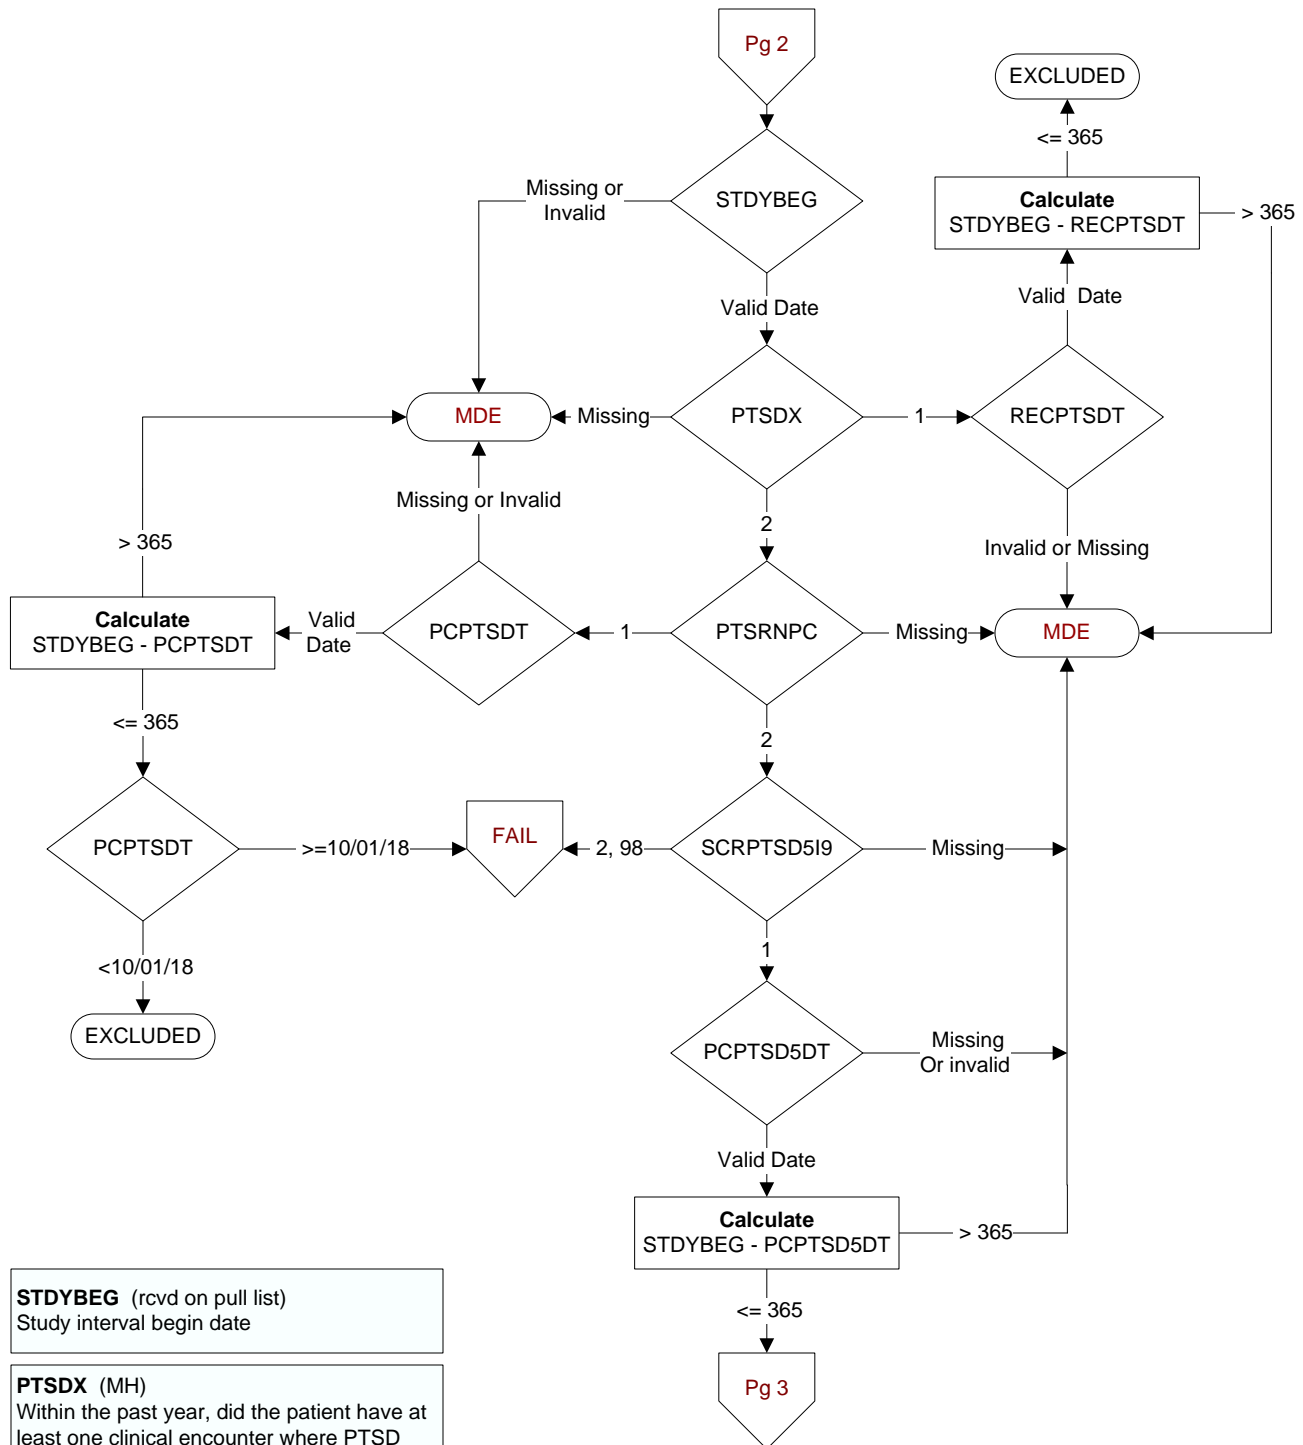 Pg 2
EXCLUDED
<= 365
Missing or
Invalid
STDYBEG
Calculate
STDYBEG - RECPTSDT
> 365
Valid Date
Valid  Date
MDE
Missing
PTSDX
1
RECPTSDT
Missing or Invalid
2
Invalid or Missing
> 365
Calculate
STDYBEG - PCPTSDT
Valid
Date
PCPTSDT
1
PTSRNPC
Missing
MDE
<= 365
2
PCPTSDT
>=10/01/18
FAIL
2, 98
SCRPTSD5I9
Missing
<10/01/18
1
EXCLUDED
PCPTSD5DT
Missing
Or invalid
Valid Date
Calculate
STDYBEG - PCPTSD5DT
> 365
<= 365
Pg 3
STDYBEG (rcvd on pull list)
Study interval begin date
PTSDX (MH)
Within the past year, did the patient have at
least one clinical encounter where PTSD